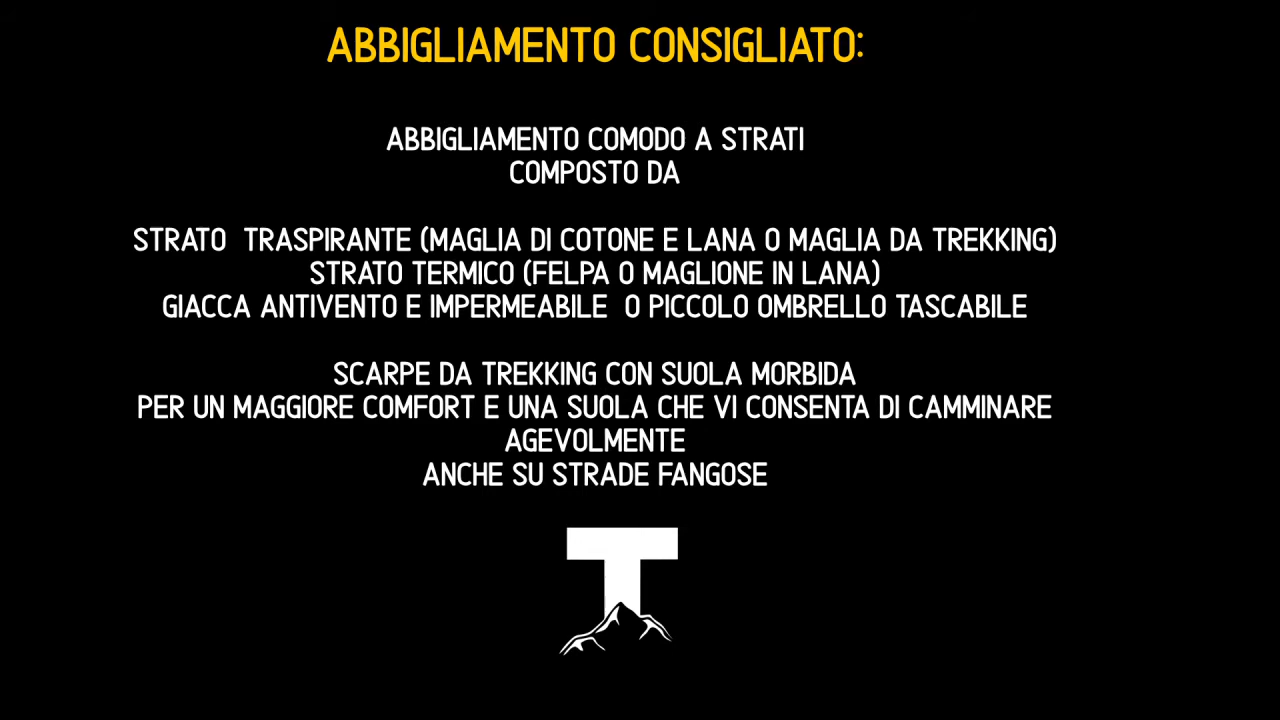 ABBIGLIAMENTO CONSIGLIATO:
ABBIGLIAMENTO COMODO A STRATI
COMPOSTO DA
STRATO  TRASPIRANTE (MAGLIA DI COTONE E LANA O MAGLIA DA TREKKING)
STRATO TERMICO (FELPA O MAGLIONE IN LANA)
GIACCA ANTIVENTO E IMPERMEABILE  O PICCOLO OMBRELLO TASCABILE
SCARPE DA TREKKING CON SUOLA MORBIDA
PER UN MAGGIORE COMFORT E UNA SUOLA CHE VI CONSENTA DI CAMMINARE
AGEVOLMENTE
ANCHE SU STRADE FANGOSE
T